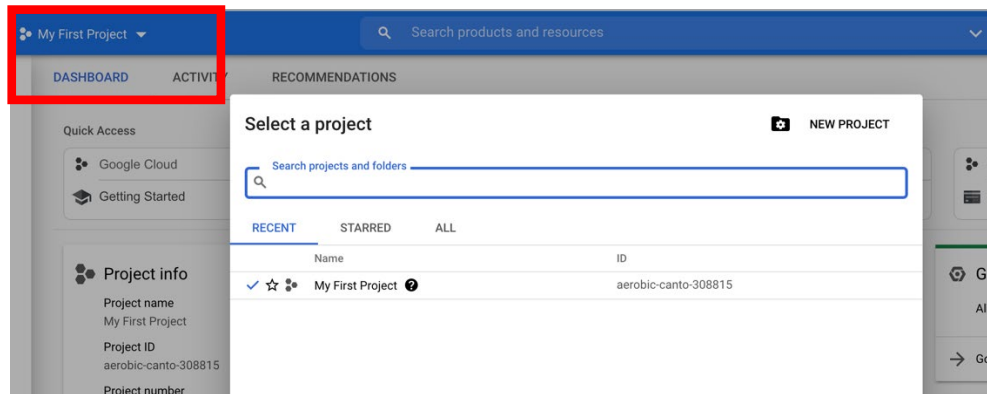 My First Project
Search products and resources
DASHBOARD ACTIVITY RECOMMENDATIONS
Quick Access
Google Cloud
Getting Started
Select a project
NEW PROJECT
Search projects and folders
RECENT STARRED ALL
Name ID
My First Project aerobic-canto-308815
Project info
Project name
My First Project
Project ID
aerobic-canto-308815
Project number